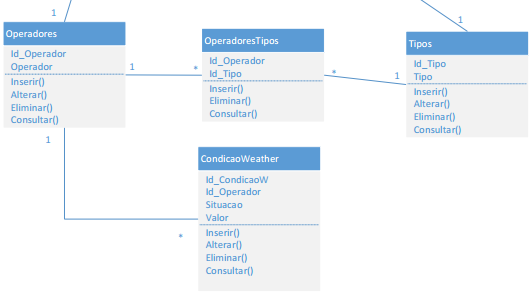 1
1
Operadores
Id_Operador
Operador
Inserir()
Alterar()
Eliminar()
Consultar()
1
*
OperadoresTipos
Id_Operador
Id_Tipo
Inserir()
Eliminar()
Consultar()
*
1
Tipos
Id_Tipo
Tipo
Inserir()
Alterar()
Eliminar()
Consultar()
1
*
CondicaoWeather
Id_CondicaoW
Id_Operador
Situacao
Valor
Inserir()
Alterar()
Eliminar()
Consultar()